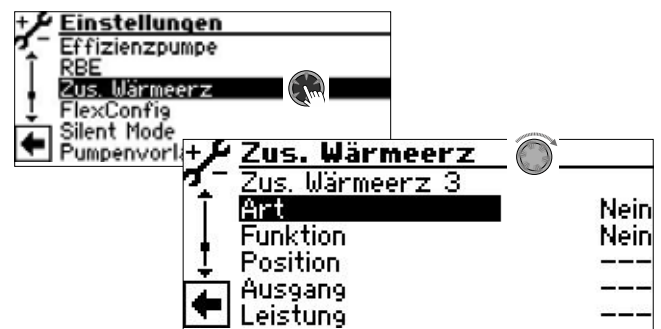 Einstellungen
Effizienzpumpe
RBE
Zus. Wärmeerz
FlexConfig
Silent Mode
Pumpenvorl
Zus. Wärmeerz
Zus. Wärmeerz 3
Art Nein
Funktion Nein
Position ---
Ausgang ---
Leistung ---